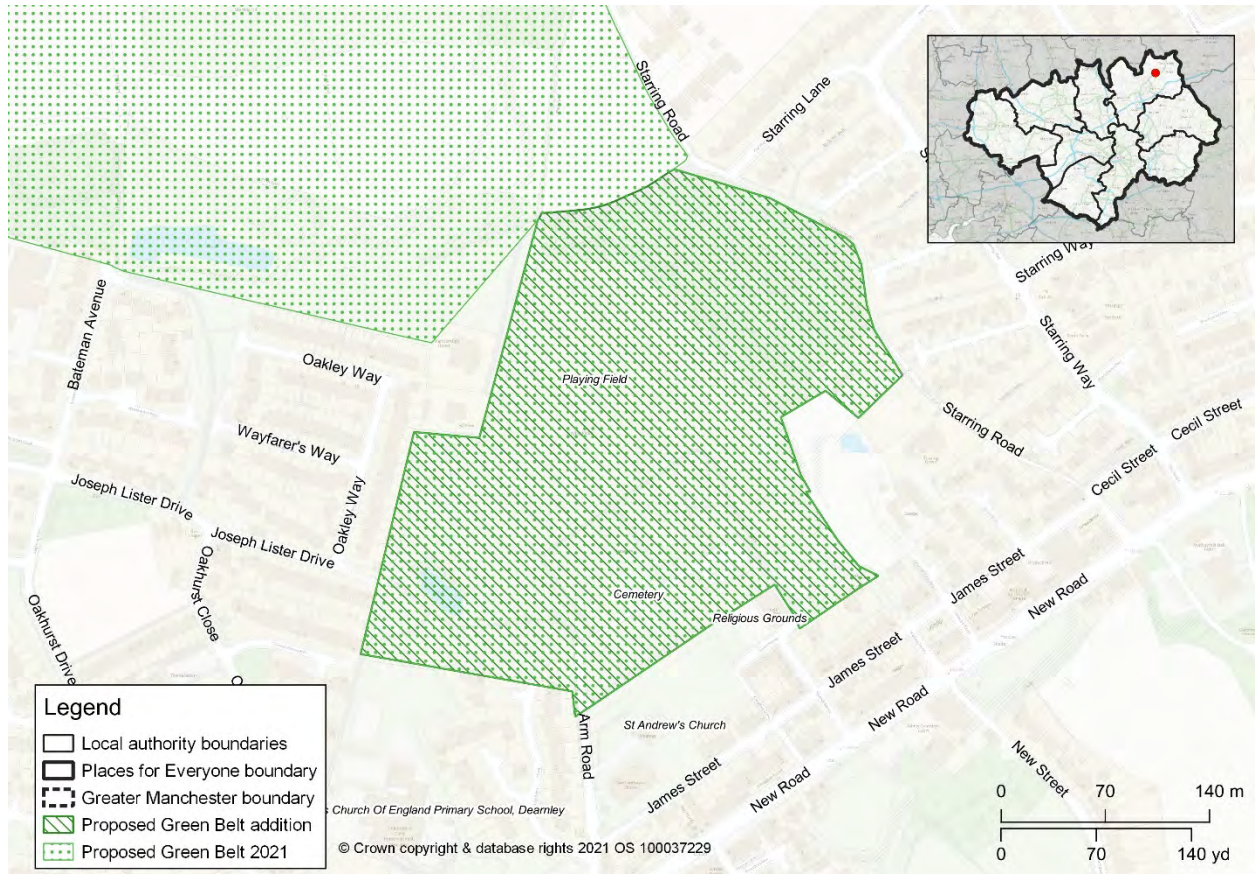 Starring Road
Starring Lane
Starring Way
Starring Way
Bateman Avenue
Oakley Way
Playing Field
Wayfarer's Way
Starring Road
Cecil Street
Cecil Street
Joseph Lister Drive
Joseph Lister Drive
Oakley Way
Oakhurst Close
Oakhurst Drive
Cemetery
Religious Grounds
James Street
New Road
James Street
New Road
St Andrew's Church
Arm Road
New Street
James Street
New Road
s Church Of England Primary School, Dearnley
Legend
Local authority boundaries
Places for Everyone boundary
Greater Manchester boundary
Proposed Green Belt addition
Proposed Green Belt 2021
© Crown copyright & database rights 2021 OS 100037229
0 70 140 m
0 70 140 yd